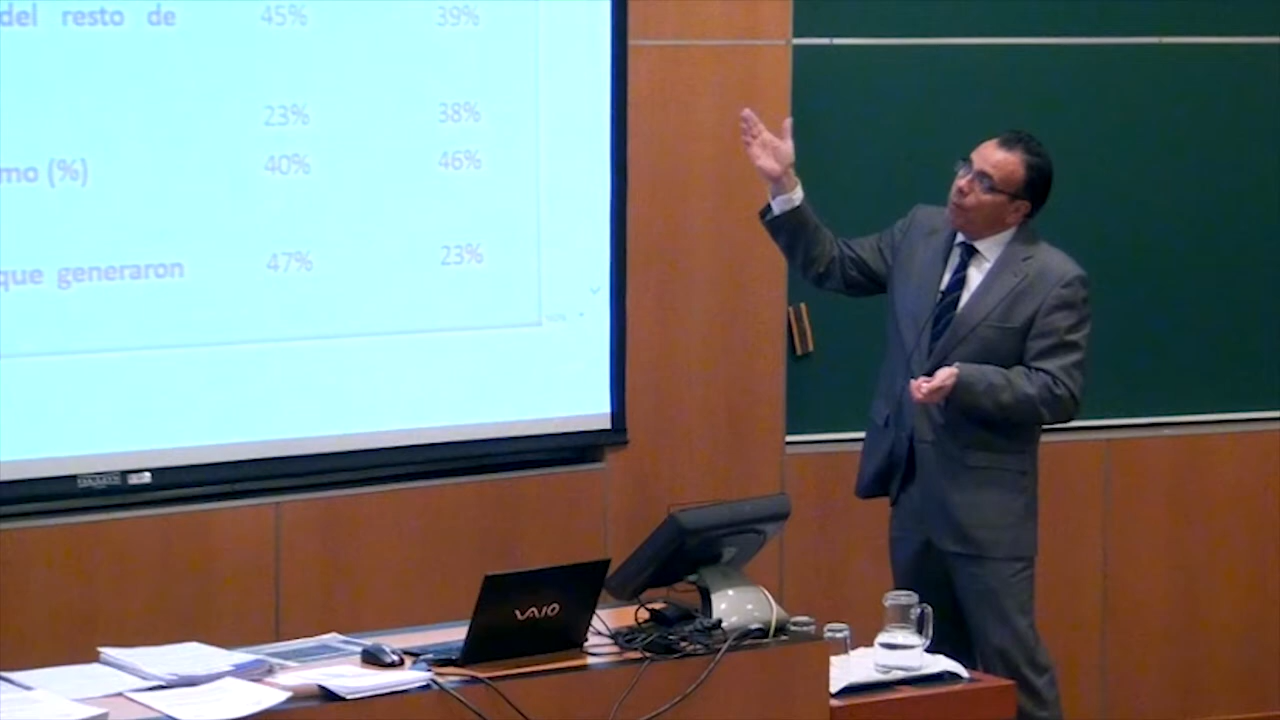 del resto de 45% 39%
23% 38%
mo (%) 40% 46%
que generaron 47% 23%
VAIO